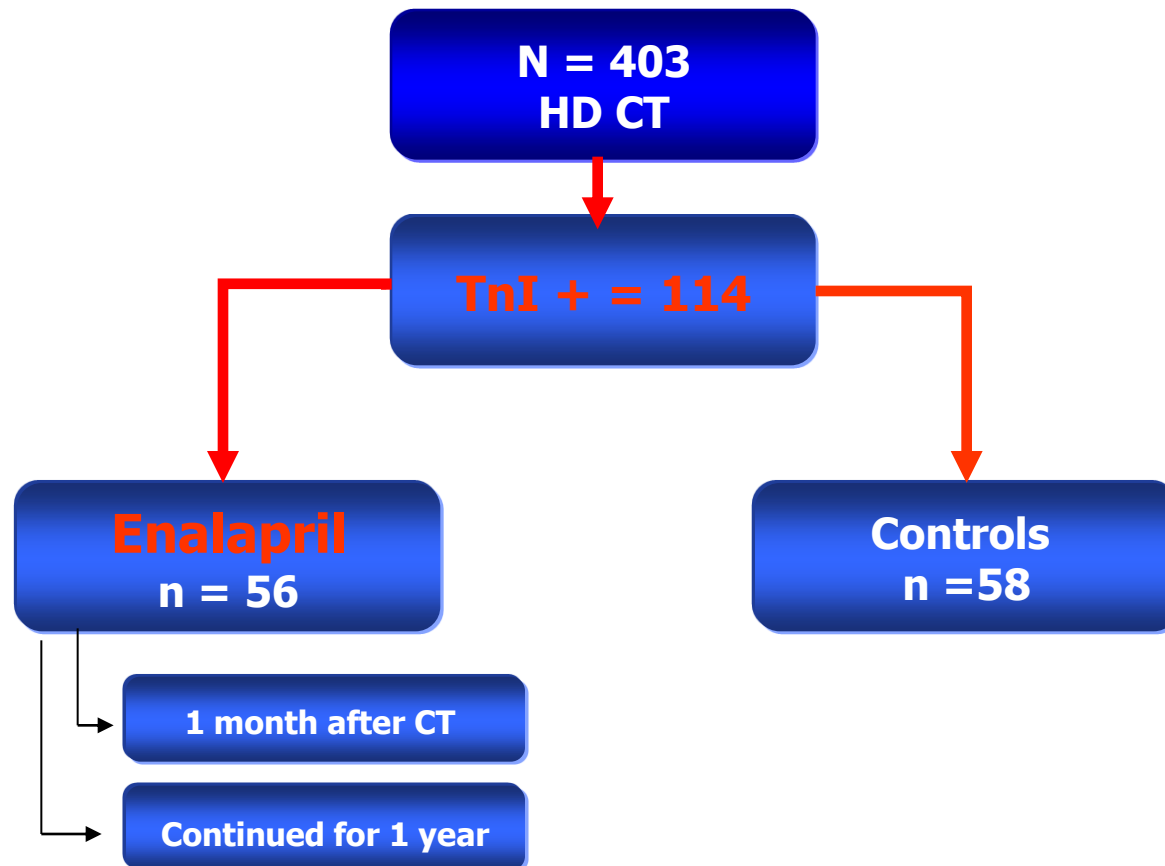 N = 403
HD CT
TnI + = 114
Enalapril
n = 56
Controls
n =58
1 month after CT
Continued for 1 year